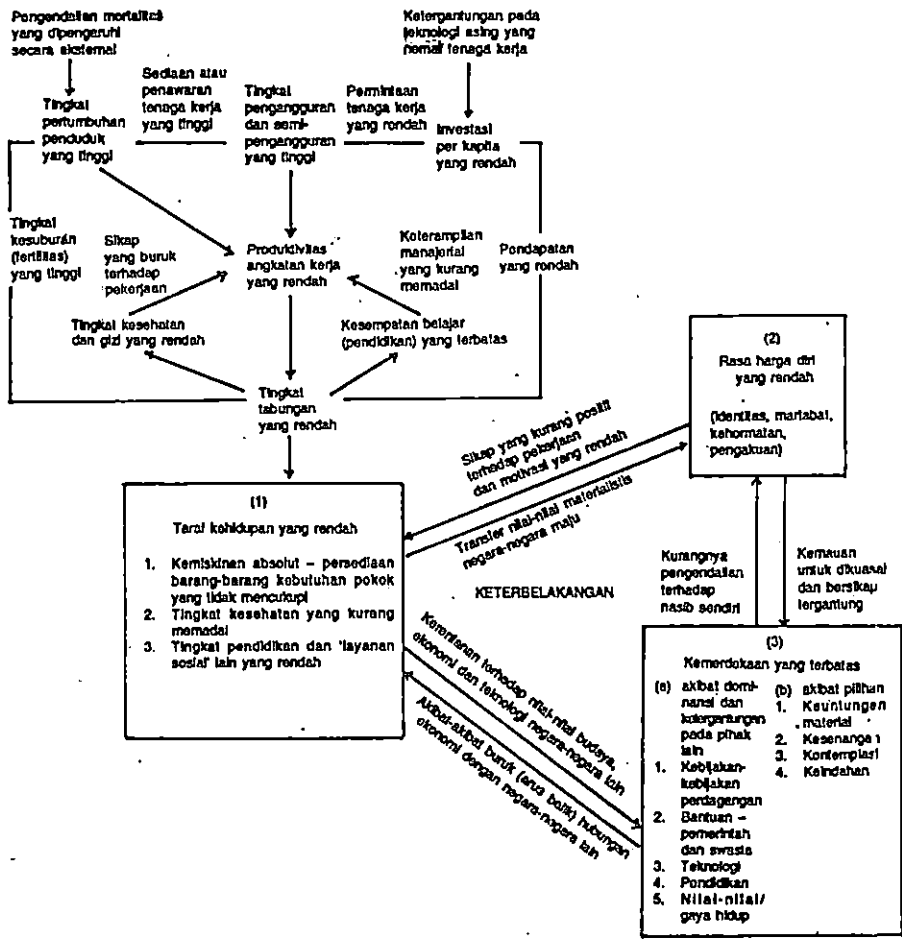 Pengendalian mortalitas
yang dipengaruhi
secara eksternal
Ketergantungan pada
teknologi asing yang
hemat tenaga kerja
Sediaan atau
penawaran
tenaga kerja
yang tinggi
Tingkat
pengangguran
dan semi-
pengangguran
yang tinggi
Permintaan
tenaga kerja
yang rendah
Tingkat
pertumbuhan
penduduk
yang tinggi
Investasi
per kapita
yang rendah
Tingkat
kesuburan
(fertilitas)
yang tinggi
Sikap
yang buruk
terhadap
pekerjaan
Produktivitas
angkatan kerja
yang rendah
Keterampilan
manajerial
yang kurang
memadai
Pendapatan
yang rendah
Tingkat kesehatan
dan gizi yang rendah
Kesempatan belajar
(pendidikan) yang terbatas
Tingkat
tabungan
yang rendah
(2)
Rasa harga diri
yang rendah
(identitas, martabat,
kehormatan,
pengakuan)
Sikap yang kurang positif
terhadap pekerjaan
dan motivasi yang rendah
Transfer nilai-nilai materialistis
negara-negara maju
(1)
Taraf kehidupan yang rendah
1. Kemiskinan absolut – persediaan
barang-barang kebutuhan pokok
yang tidak mencukupi
2. Tingkat kesehatan yang kurang
memadai
3. Tingkat pendidikan dan 'layanan
sosial' lain yang rendah
KETERBELAKANGAN
Kurangnya
pengendalian
terhadap
nasib sendiri
Kemauan
untuk dikuasai
dan bersikap
tergantung
Kerentanan terhadap nilai-nilai budaya,
ekonomi dan teknologi negara-negara lain
Akibat-akibat buruk (arus balik) hubungan
ekonomi dengan negara-negara lain
(3)
Kemerdekaan yang terbatas
(a) akibat domi-
nansi dan
ketergantungan
pada pihak
lain
1. Kebijakan-
kebijakan
perdagangan
2. Bantuan –
pemerintah
dan swasta
3. Teknologi
4. Pendidikan
5. Nilai-nilai/
gaya hidup
(b) akibat pilihan
1. Keuntungan
material
2. Kesenangan
3. Kontemplasi
4. Keindahan